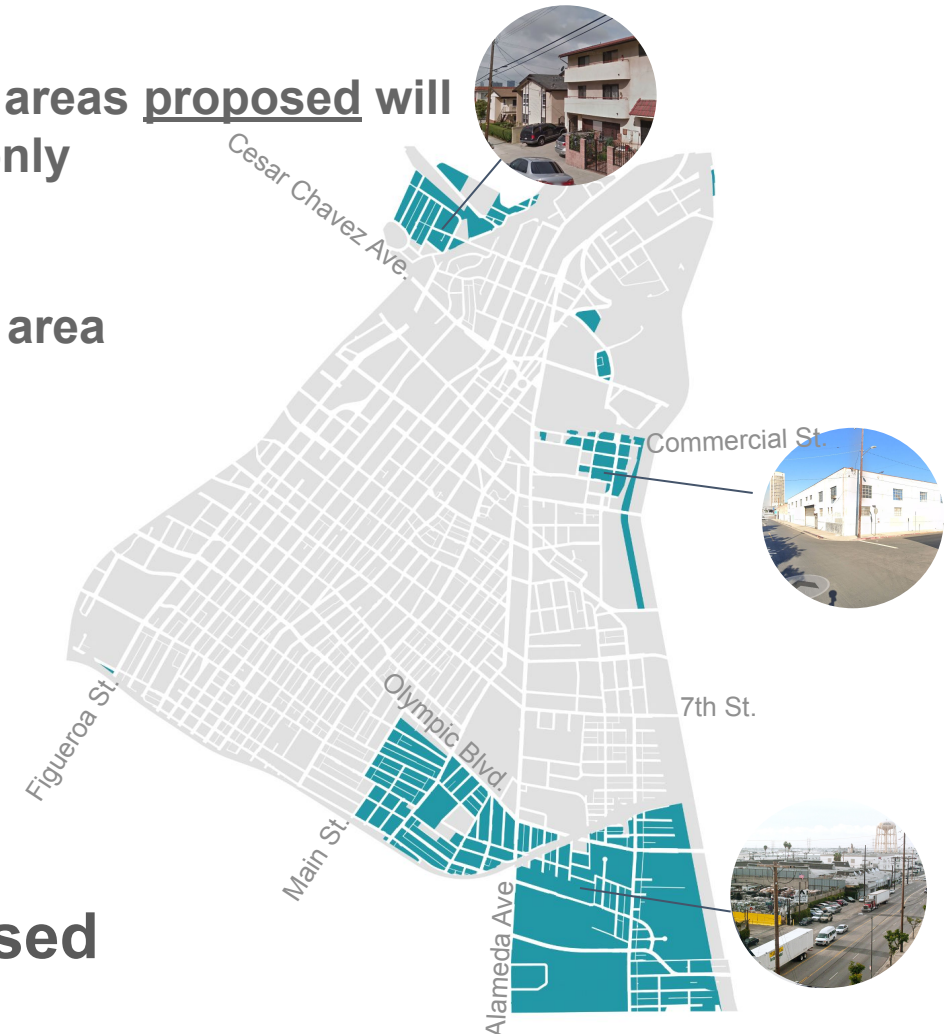 areas proposed will
nly
Cesar Chavez Ave.
area
Commercial St.
7th St.
Olympic Blvd.
Figueroa St.
Main St.
Alameda Ave
sed